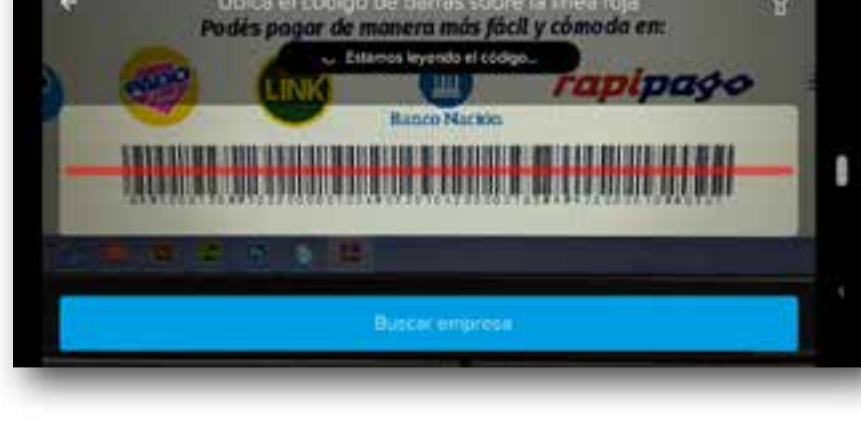 Ubica el código de barras sobre la línea roja
Podés pagar de manera más fácil y cómoda en:
Estamos leyendo el código...
LINK
rapipago
Banco Nación
Buscar empresa